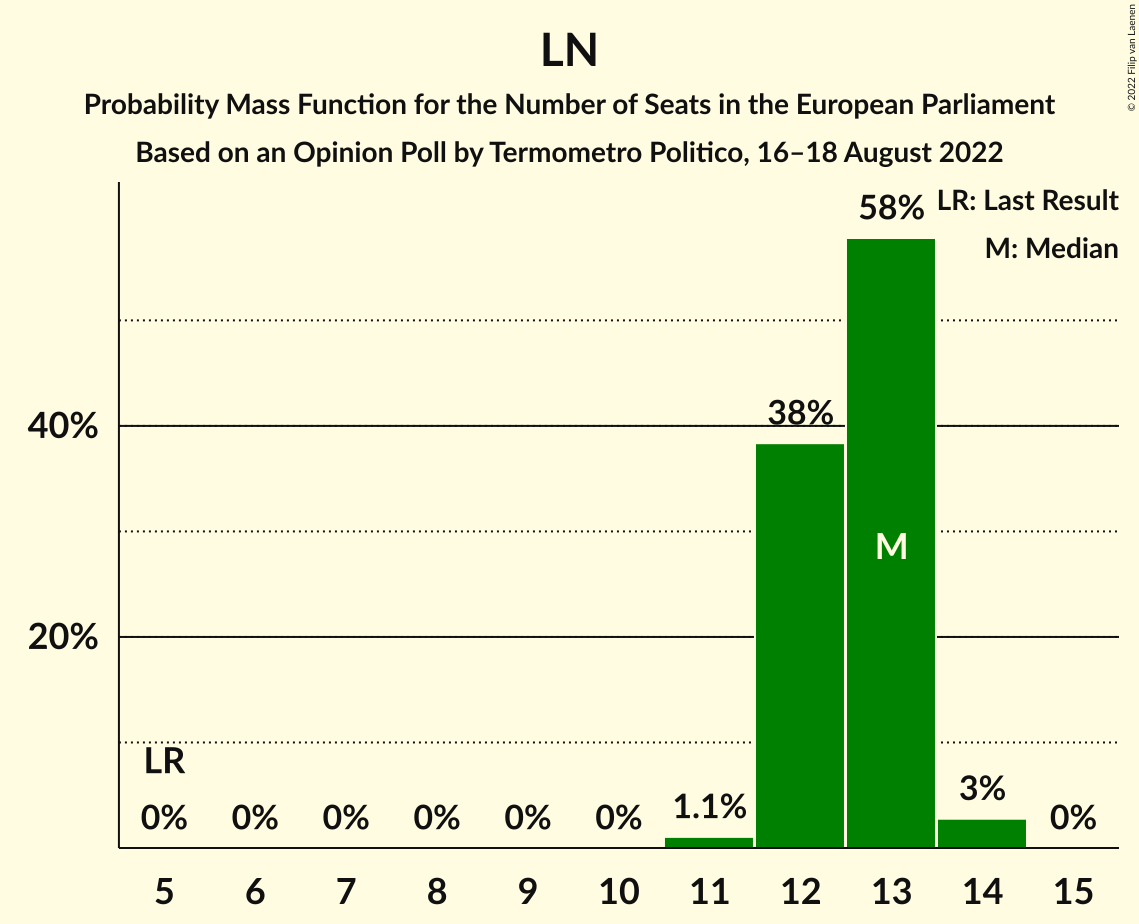 LN
Probability Mass Function for the Number of Seats in the European Parliament
Based on an Opinion Poll by Termometro Politico, 16–18 August 2022
© 2022 Filip van Laenen
LR: Last Result
M: Median
58%
38%
40%
M
20%
LR
0% 0% 0% 0% 0% 0% 1.1% 3% 0%
5 6 7 8 9 10 11 12 13 14 15